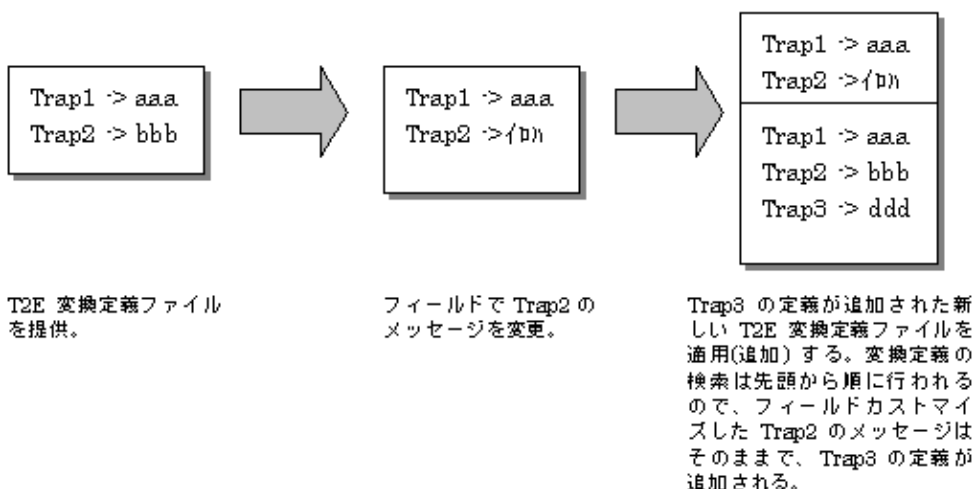 Trap1 -> aaa
Trap2 -> bbb
Trap1 -> aaa
Trap2 ->ｲﾛﾊ
Trap1 -> aaa
Trap2 ->ｲﾛﾊ
Trap1 -> aaa
Trap2 -> bbb
Trap3 -> ddd
T2E 変換定義ファイル
を提供。
フィールドで Trap2 の
メッセージを変更。
Trap3 の定義が追加された新
しい T2E 変換定義ファイルを
適用(追加) する。変換定義の
検索は先頭から順に行われる
ので、フィールドカストマイ
ズした Trap2 のメッセージは
そのままで、Trap3 の定義が
追加される。